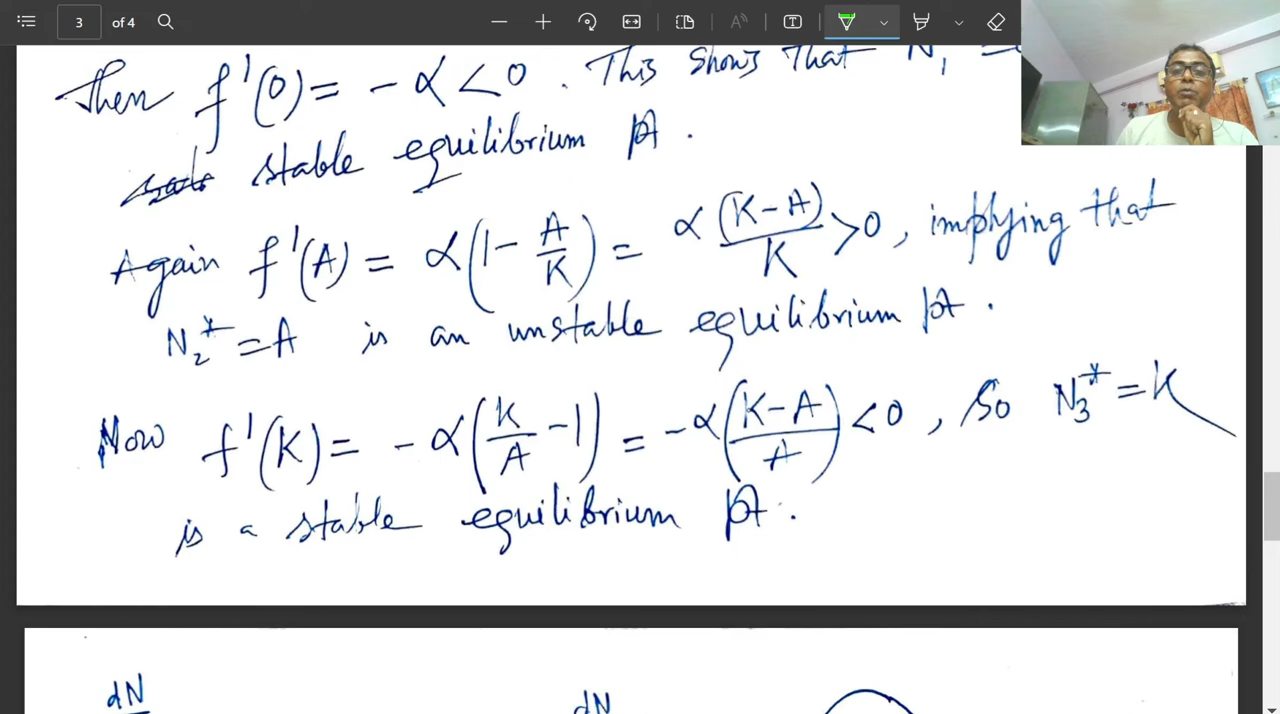 3 of 4
Then f'(0) = - α < 0 . This shows that N₁
stable equilibrium pt .
Again f'(A) = α(1 - A/K) = α (K-A)/K > 0 , implying that
N₂* = A is an unstable equilibrium pt .
Now f'(K) = - α(K/A - 1) = - α((K-A)/A) < 0 , So N₃* = K
is a stable equilibrium pt .
dN dN